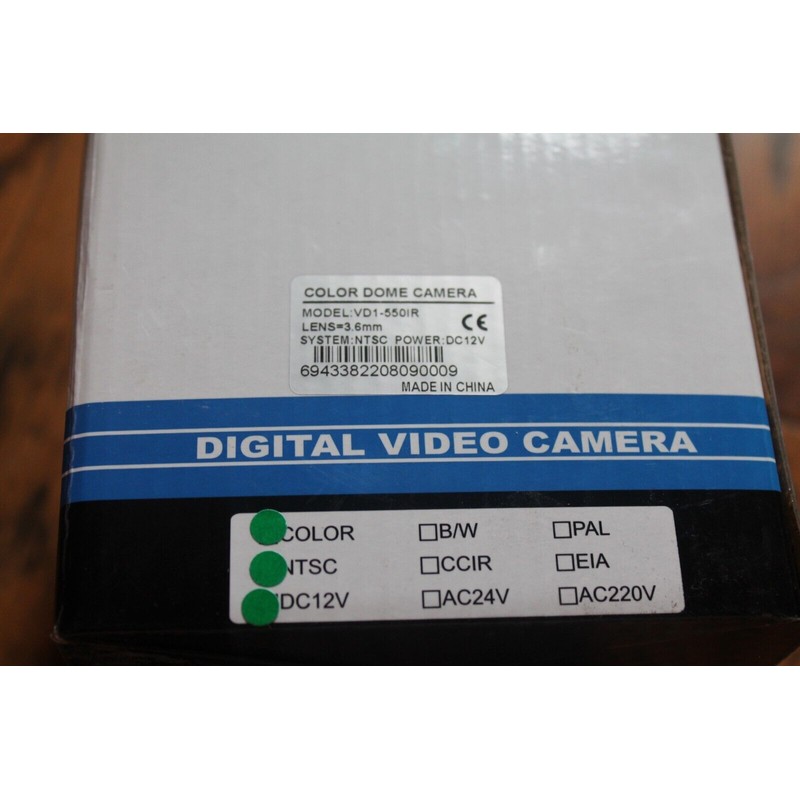 COLOR DOME CAMERA
MODEL:VD1-550IR
LENS=3.6mm CE
SYSTEM:NTSC POWER:DC12V
6943382208090009
MADE IN CHINA
DIGITAL VIDEO CAMERA
COLOR B/W PAL
NTSC CCIR EIA
DC12V AC24V AC220V